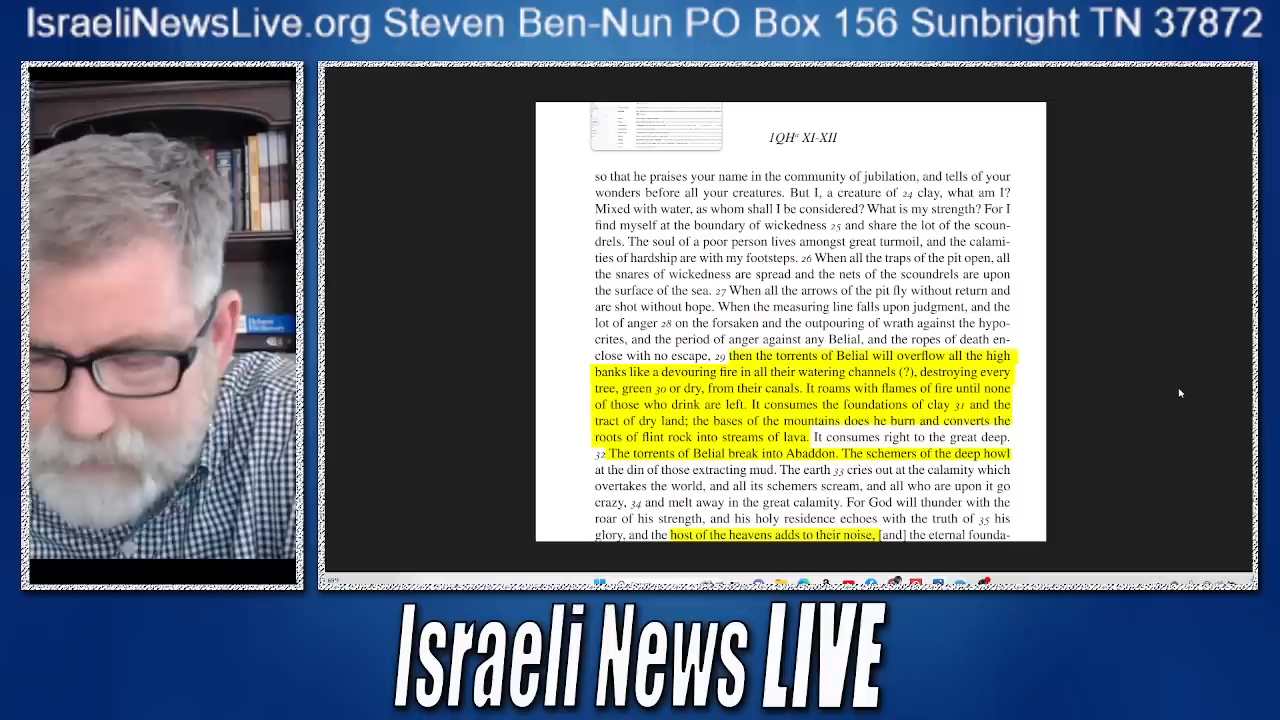 IsraeliNewsLive.org Steven Ben-Nun PO Box 156 Sunbright TN 37872
1QHᵃ XI-XII
so that he praises your name in the community of jubilation, and tells of your
wonders before all your creatures. But I, a creature of 24 clay, what am I?
Mixed with water, as whom shall I be considered? What is my strength? For I
find myself at the boundary of wickedness 25 and share the lot of the scoun-
drels. The soul of a poor person lives amongst great turmoil, and the calami-
ties of hardship are with my footsteps. 26 When all the traps of the pit open, all
the snares of wickedness are spread and the nets of the scoundrels are upon
the surface of the sea. 27 When all the arrows of the pit fly without return and
are shot without hope. When the measuring line falls upon judgment, and the
lot of anger 28 on the forsaken and the outpouring of wrath against the hypo-
crites, and the period of anger against any Belial, and the ropes of death en-
close with no escape, 29 then the torrents of Belial will overflow all the high
banks like a devouring fire in all their watering channels (?), destroying every
tree, green 30 or dry, from their canals. It roams with flames of fire until none
of those who drink are left. It consumes the foundations of clay 31 and the
tract of dry land; the bases of the mountains does he burn and converts the
roots of flint rock into streams of lava. It consumes right to the great deep.
32 The torrents of Belial break into Abaddon. The schemers of the deep howl
at the din of those extracting mud. The earth 33 cries out at the calamity which
overtakes the world, and all its schemers scream, and all who are upon it go
crazy, 34 and melt away in the great calamity. For God will thunder with the
roar of his strength, and his holy residence echoes with the truth of 35 his
glory, and the host of the heavens adds to their noise, [and] the eternal founda-
Israeli News LIVE